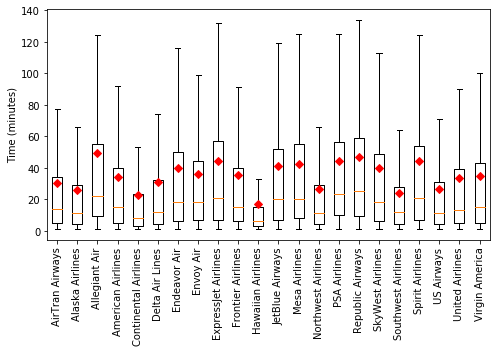 Time (minutes)
140
120
100
80
60
40
20
0
AirTran Airways
Alaska Airlines
Allegiant Air
American Airlines
Continental Airlines
Delta Air Lines
Endeavor Air
Envoy Air
ExpressJet Airlines
Frontier Airlines
Hawaiian Airlines
JetBlue Airways
Mesa Airlines
Northwest Airlines
PSA Airlines
Republic Airways
SkyWest Airlines
Southwest Airlines
Spirit Airlines
US Airways
United Airlines
Virgin America